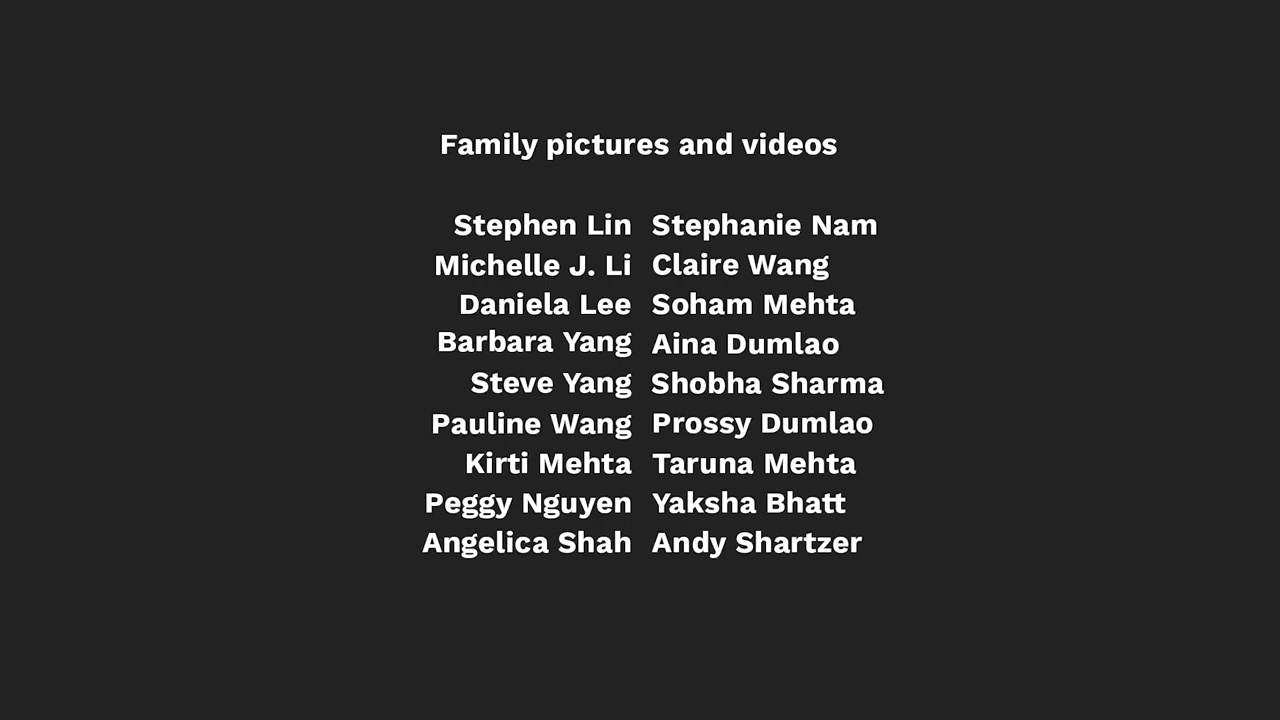 Family pictures and videos
Stephen Lin Stephanie Nam
Michelle J. Li Claire Wang
Daniela Lee Soham Mehta
Barbara Yang Aina Dumlao
Steve Yang Shobha Sharma
Pauline Wang Prossy Dumlao
Kirti Mehta Taruna Mehta
Peggy Nguyen Yaksha Bhatt
Angelica Shah Andy Shartzer